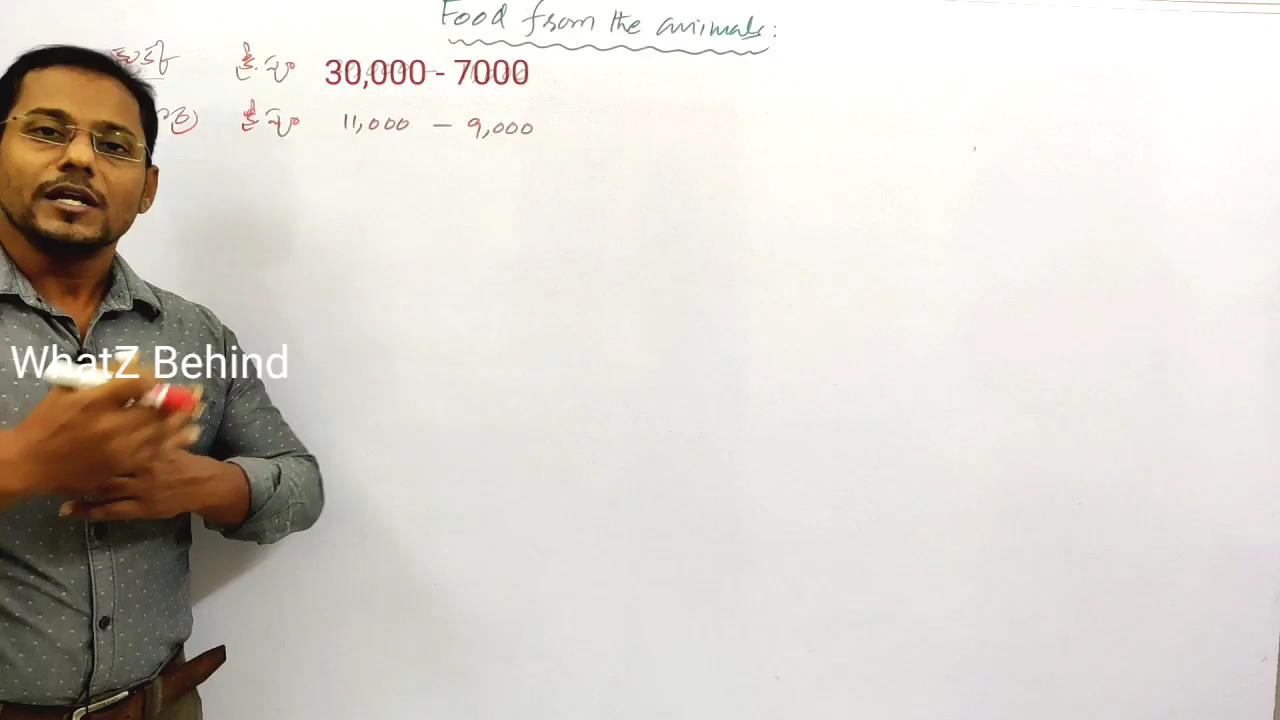 Food from the animals:
క్రీ.పూ 30,000 - 7000
క్రీ.పూ 11,000 - 9,000
WhatZ Behind